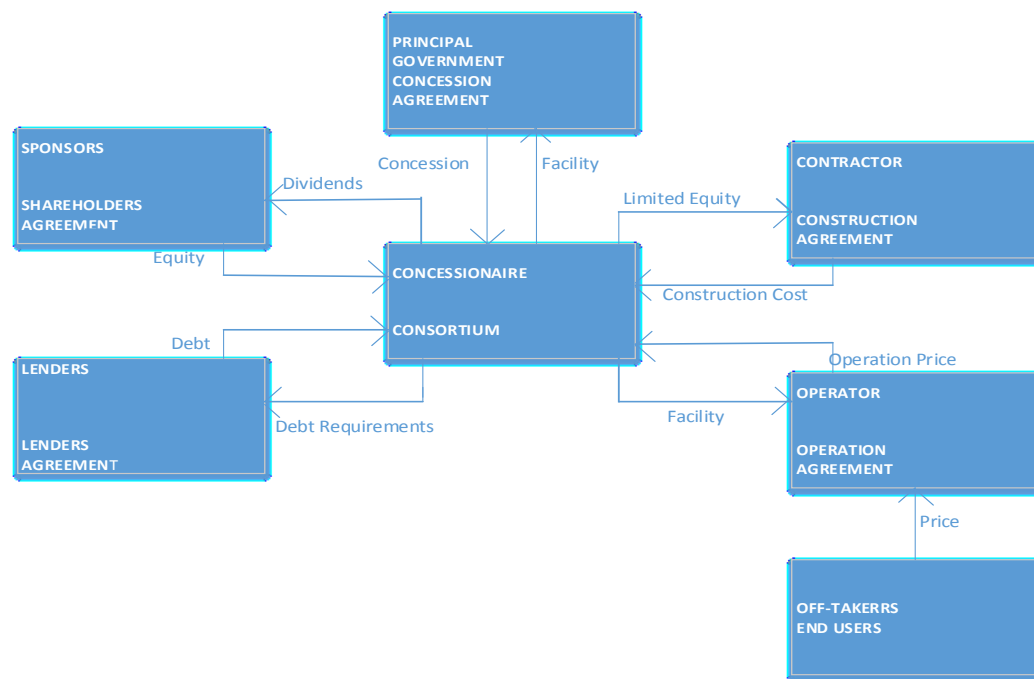 PRINCIPAL
GOVERNMENT
CONCESSION
AGREEMENT
SPONSORS
SHAREHOLDERS
AGREEMENT
Dividends
Concession
Facility
CONTRACTOR
CONSTRUCTION
AGREEMENT
Limited Equity
Equity
CONCESSIONAIRE
CONSORTIUM
Construction Cost
Debt
LENDERS
LENDERS
AGREEMENT
Debt Requirements
Operation Price
Facility
OPERATOR
OPERATION
AGREEMENT
Price
OFF-TAKERRS
END USERS